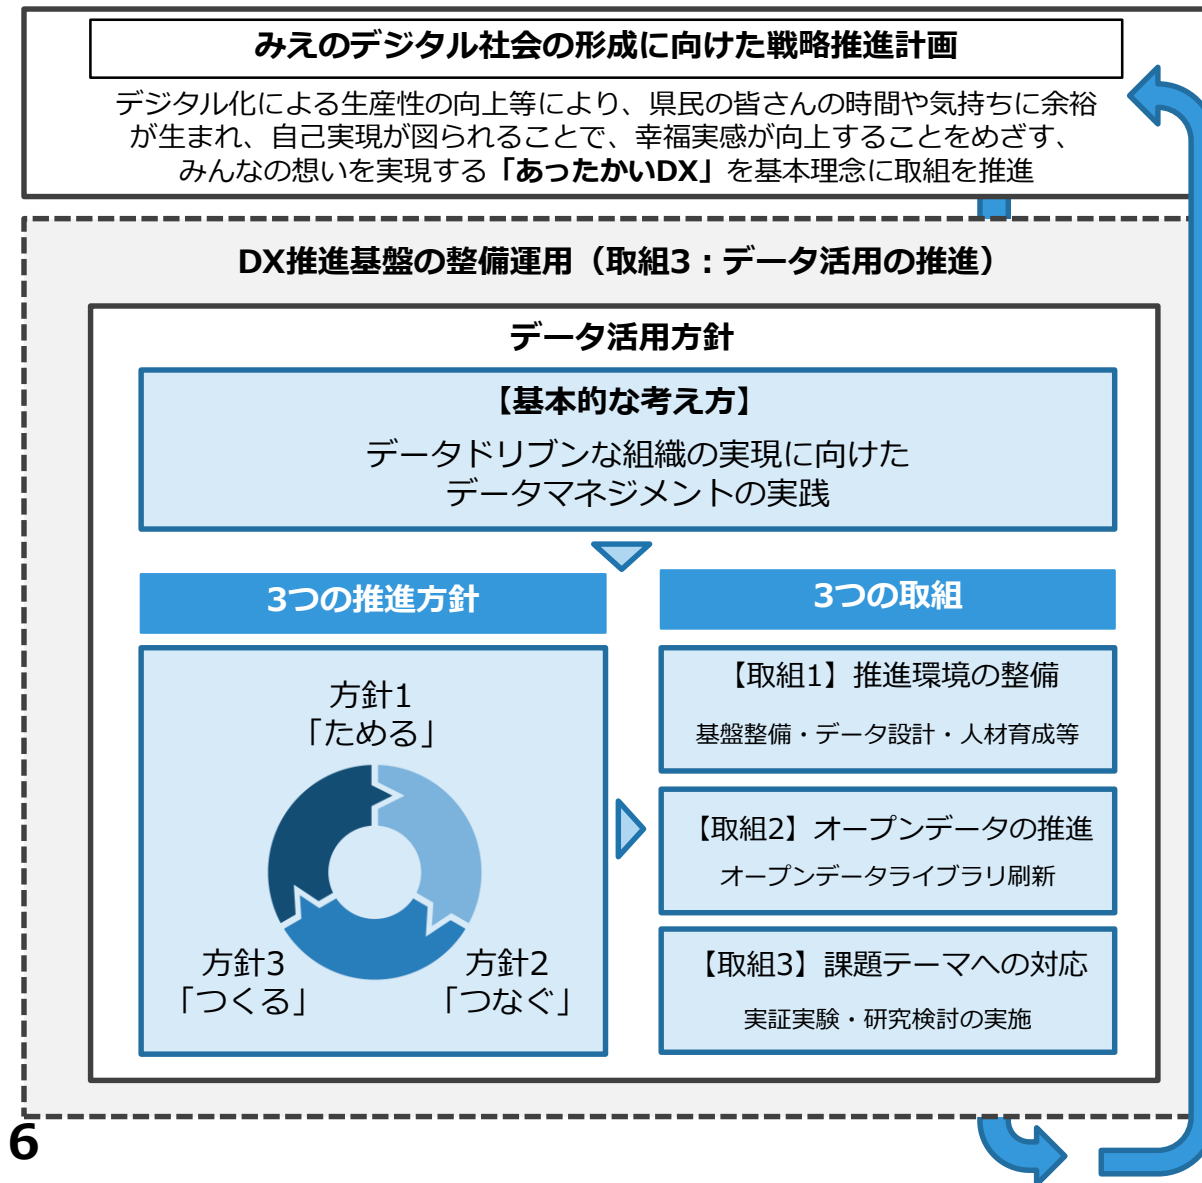 みえのデジタル社会の形成に向けた戦略推進計画
デジタル化による生産性の向上等により、県民の皆さんの時間や気持ちに余裕
が生まれ、自己実現が図られることで、幸福実感が向上することをめざす、
みんなの想いを実現する「あったかいDX」を基本理念に取組を推進
DX推進基盤の整備運用（取組3：データ活用の推進）
データ活用方針
【基本的な考え方】
データドリブンな組織の実現に向けた
データマネジメントの実践
3つの推進方針
方針1
「ためる」
方針2
「つなぐ」
方針3
「つくる」
3つの取組
【取組1】推進環境の整備
基盤整備・データ設計・人材育成等
【取組2】オープンデータの推進
オープンデータライブラリ刷新
【取組3】課題テーマへの対応
実証実験・研究検討の実施
6